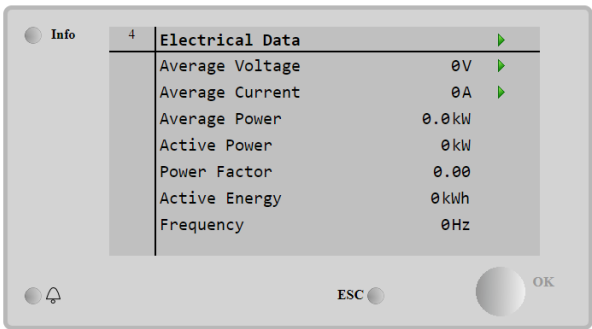 Info
4 Electrical Data
Average Voltage 0V
Average Current 0A
Average Power 0.0kW
Active Power 0kW
Power Factor 0.00
Active Energy 0kWh
Frequency 0Hz
ESC
OK